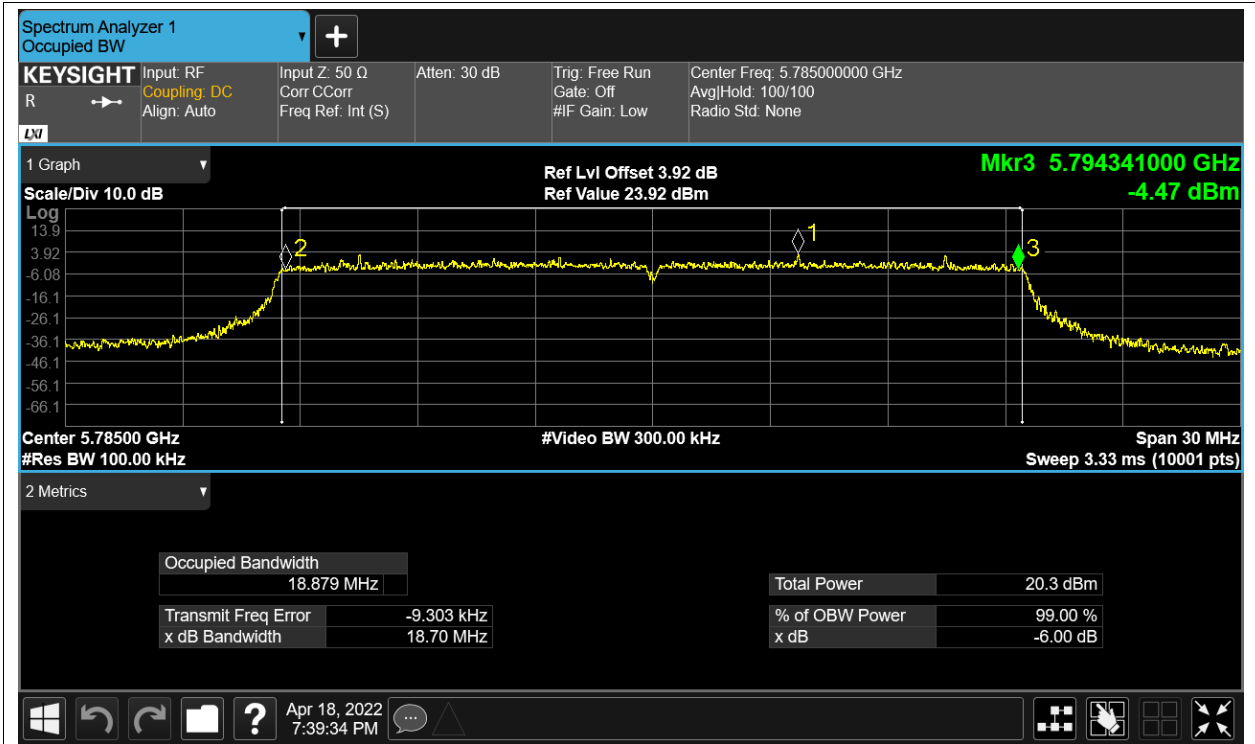 Spectrum Analyzer 1
Occupied BW
KEYSIGHT
R
LXI
Input: RF
Coupling: DC
Align: Auto
Input Z: 50 Ω
Corr CCorr
Freq Ref: Int (S)
Atten: 30 dB
Trig: Free Run
Gate: Off
#IF Gain: Low
Center Freq: 5.785000000 GHz
Avg|Hold: 100/100
Radio Std: None
1 Graph
Scale/Div 10.0 dB
Ref Lvl Offset 3.92 dB
Ref Value 23.92 dBm
Mkr3 5.794341000 GHz
-4.47 dBm
Log
13.9
3.92
-6.08
-16.1
-26.1
-36.1
-46.1
-56.1
-66.1
2
1
3
Center 5.78500 GHz
#Res BW 100.00 kHz
#Video BW 300.00 kHz
Span 30 MHz
Sweep 3.33 ms (10001 pts)
2 Metrics
Occupied Bandwidth
18.879 MHz
Transmit Freq Error -9.303 kHz
x dB Bandwidth 18.70 MHz
Total Power 20.3 dBm
% of OBW Power 99.00 %
x dB -6.00 dB
?
Apr 18, 2022
7:39:34 PM